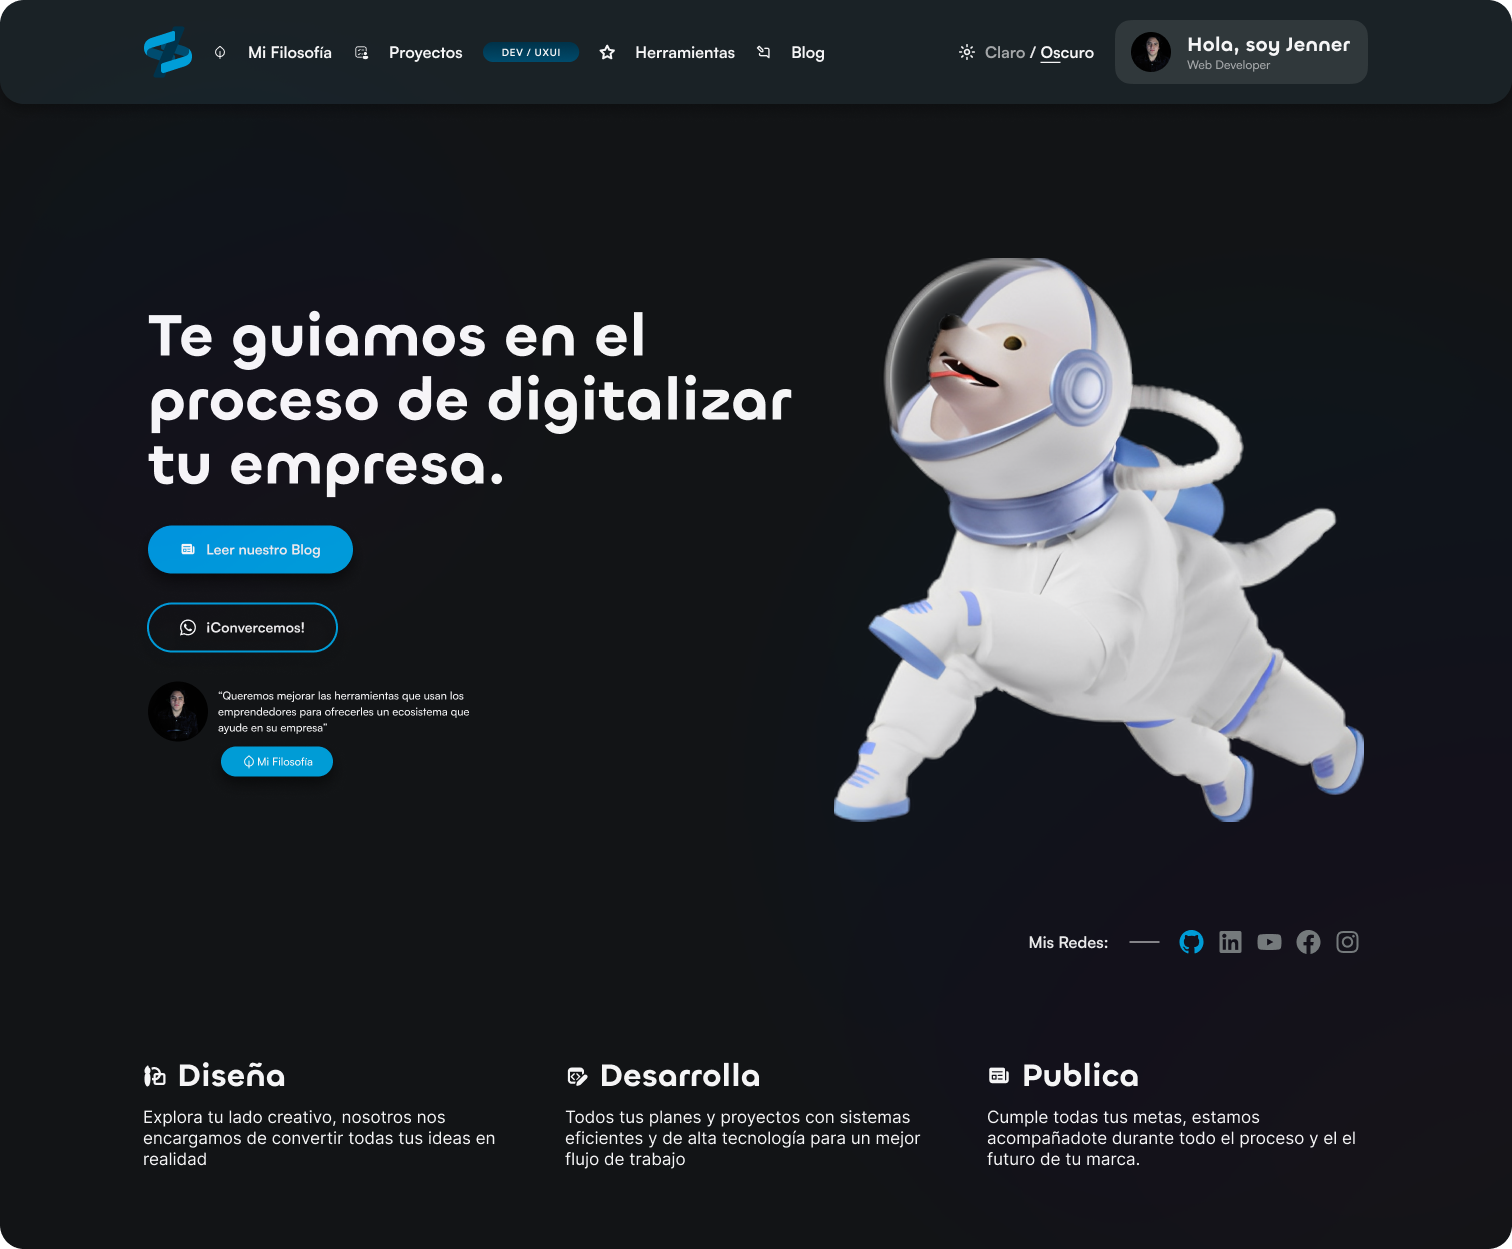 Mi Filosofía
Proyectos
DEV / UXUI
Herramientas
Blog
Claro / Oscuro
Hola, soy Jenner
Web Developer
Te guiamos en el
proceso de digitalizar
tu empresa.
Leer nuestro Blog
¡Convercemos!
“Queremos mejorar las herramientas que usan los
emprendedores para ofrecerles un ecosistema que
ayude en su empresa”
Mi Filosofía
Mis Redes:
Diseña
Explora tu lado creativo, nosotros nos
encargamos de convertir todas tus ideas en
realidad
Desarrolla
Todos tus planes y proyectos con sistemas
eficientes y de alta tecnología para un mejor
flujo de trabajo
Publica
Cumple todas tus metas, estamos
acompañadote durante todo el proceso y el el
futuro de tu marca.